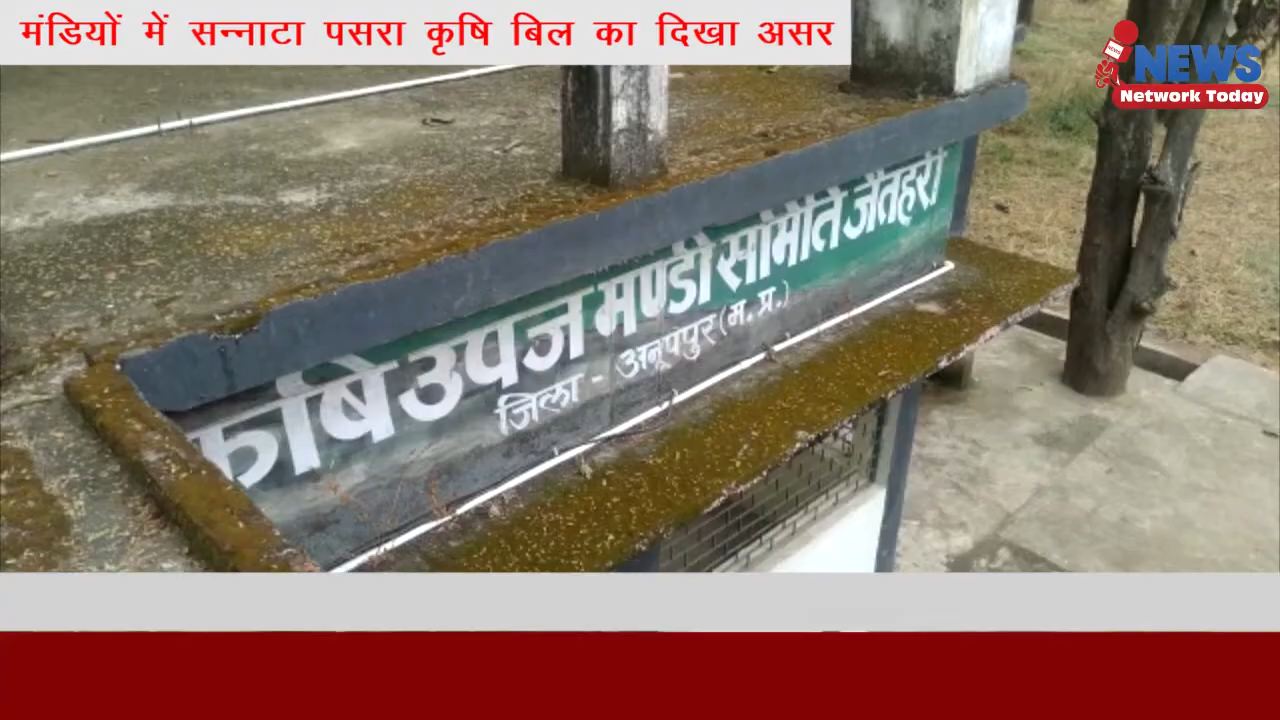 मंडियों में सन्नाटा पसरा कृषि बिल का दिखा असर
NEWS
Network Today
कृषि उपज मण्डी समिति जैतहरी
जिला - अनूपपुर (म. प्र.)